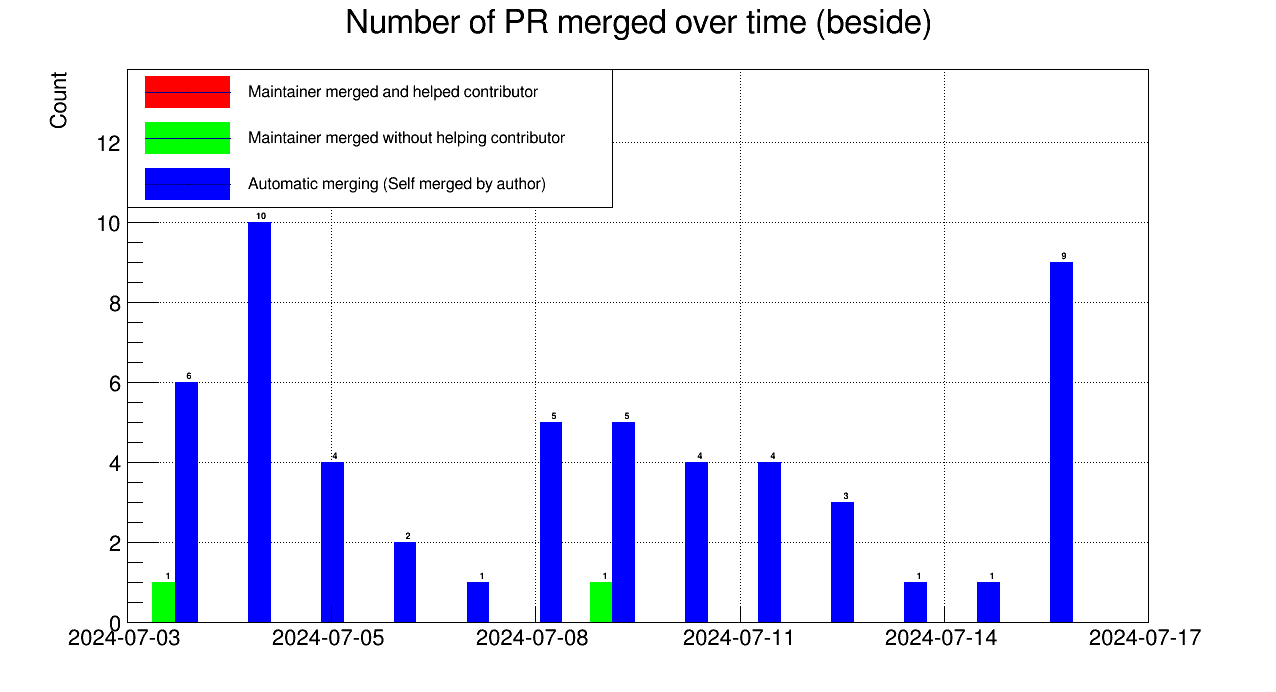 Number of PR merged over time (beside)
Count
Maintainer merged and helped contributor
Maintainer merged without helping contributor
Automatic merging (Self merged by author)
12
10
8
6
4
2
0
1 6 10 4 2 1 5 1 5 4 4 3 1 1 9
2024-07-03 2024-07-05 2024-07-08 2024-07-11 2024-07-14 2024-07-17